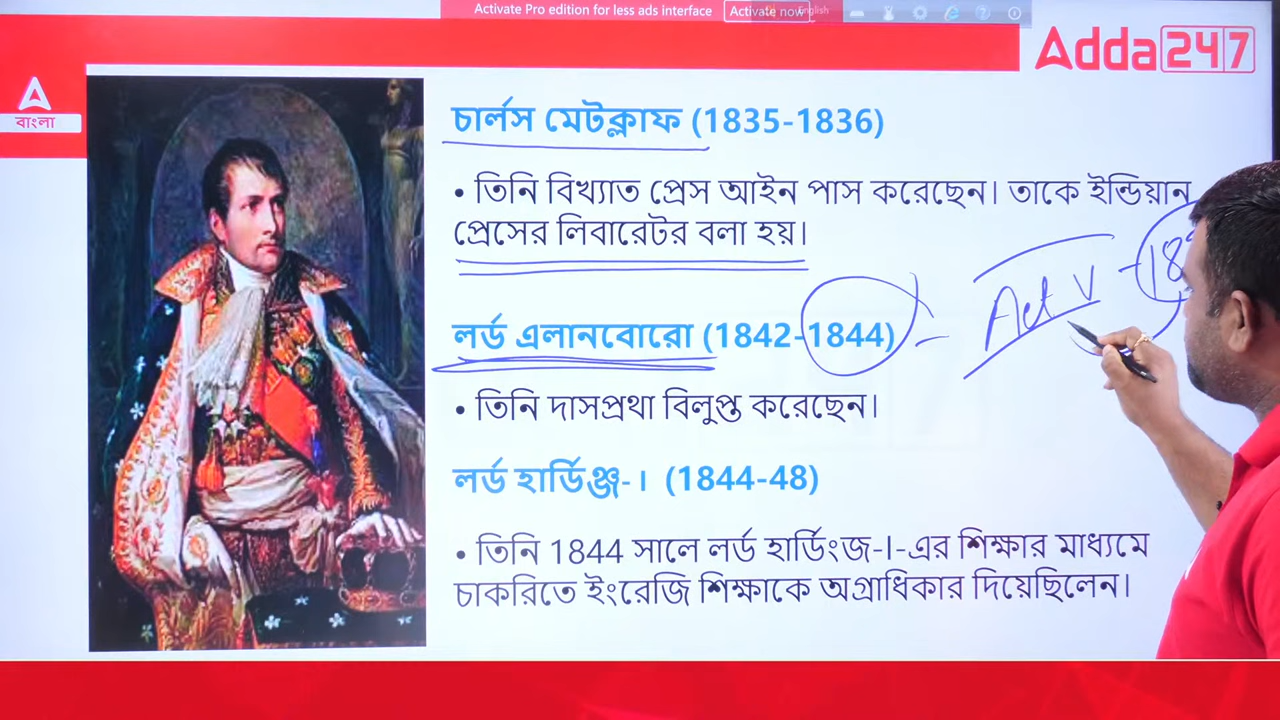 Activate Pro edition for less ads interface
Activate now
English
Adda247
বাংলা
চার্লস মেটক্লাফ (1835-1836)
• তিনি বিখ্যাত প্রেস আইন পাস করেছেন। তাকে ইন্ডিয়ান
প্রেসের লিবারেটর বলা হয়।
Act V - 18
লর্ড এলানবোরো (1842-1844)
• তিনি দাসপ্রথা বিলুপ্ত করেছেন।
লর্ড হার্ডিঞ্জ-। (1844-48)
• তিনি 1844 সালে লর্ড হার্ডিংজ-I-এর শিক্ষার মাধ্যমে
চাকরিতে ইংরেজি শিক্ষাকে অগ্রাধিকার দিয়েছিলেন।